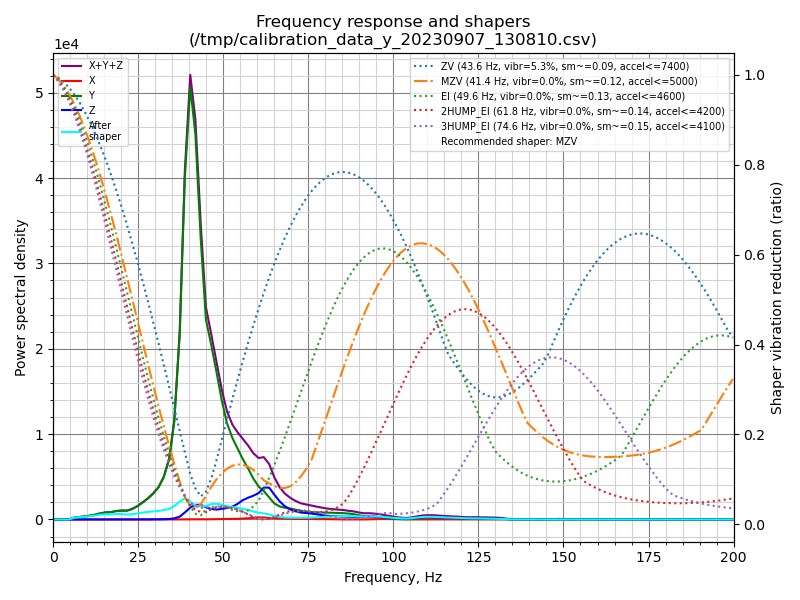 Frequency response and shapers
(/tmp/calibration_data_y_20230907_130810.csv)
1e4
X+Y+Z
X
Y
Z
After
shaper
ZV (43.6 Hz, vibr=5.3%, sm~=0.09, accel<=7400)
MZV (41.4 Hz, vibr=0.0%, sm~=0.12, accel<=5000)
EI (49.6 Hz, vibr=0.0%, sm~=0.13, accel<=4600)
2HUMP_EI (61.8 Hz, vibr=0.0%, sm~=0.14, accel<=4200)
3HUMP_EI (74.6 Hz, vibr=0.0%, sm~=0.15, accel<=4100)
Recommended shaper: MZV
Power spectral density
5
4
3
2
1
0
1.0
0.8
0.6
0.4
0.2
0.0
Shaper vibration reduction (ratio)
0 25 50 75 100 125 150 175 200
Frequency, Hz